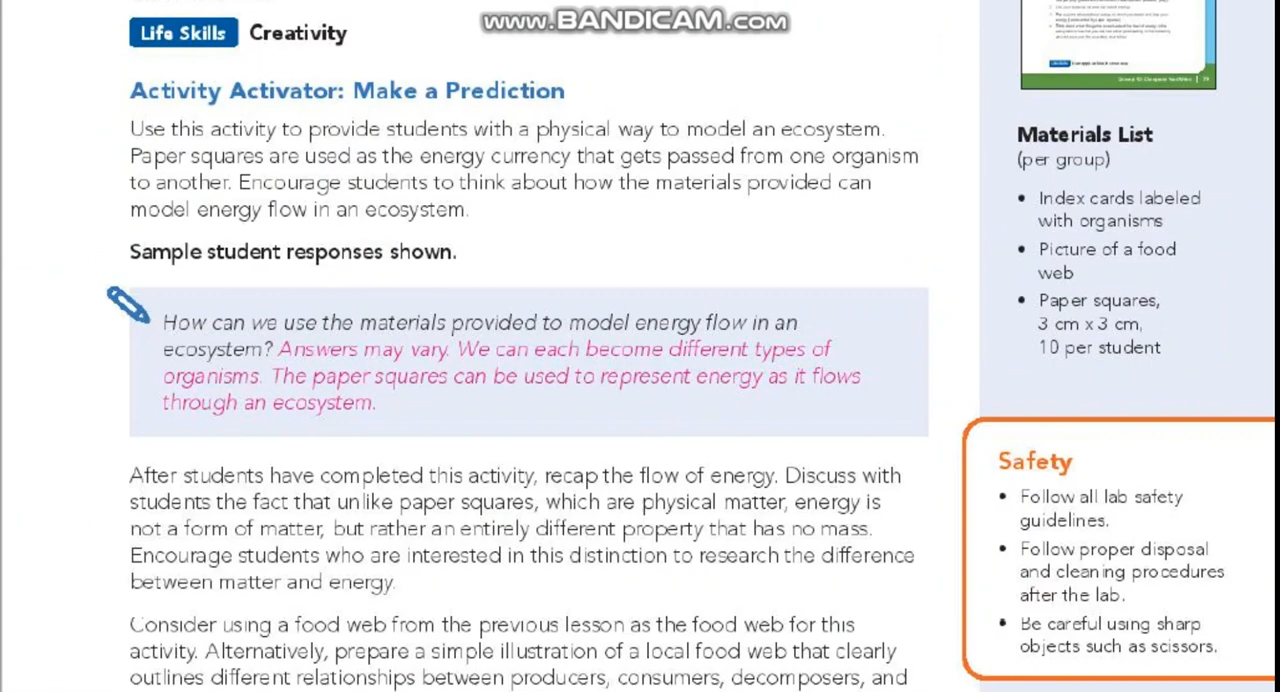 www.BANDICAM.com
Life Skills Creativity
Activity Activator: Make a Prediction
Use this activity to provide students with a physical way to model an ecosystem.
Paper squares are used as the energy currency that gets passed from one organism
to another. Encourage students to think about how the materials provided can
model energy flow in an ecosystem.
Sample student responses shown.
How can we use the materials provided to model energy flow in an
ecosystem? Answers may vary. We can each become different types of
organisms. The paper squares can be used to represent energy as it flows
through an ecosystem.
After students have completed this activity, recap the flow of energy. Discuss with
students the fact that unlike paper squares, which are physical matter, energy is
not a form of matter, but rather an entirely different property that has no mass.
Encourage students who are interested in this distinction to research the difference
between matter and energy.
Consider using a food web from the previous lesson as the food web for this
activity. Alternatively, prepare a simple illustration of a local food web that clearly
outlines different relationships between producers, consumers, decomposers, and
Materials List
(per group)
• Index cards labeled
with organisms
• Picture of a food
web
• Paper squares,
3 cm x 3 cm,
10 per student
Safety
• Follow all lab safety
guidelines.
• Follow proper disposal
and cleaning procedures
after the lab.
• Be careful using sharp
objects such as scissors.